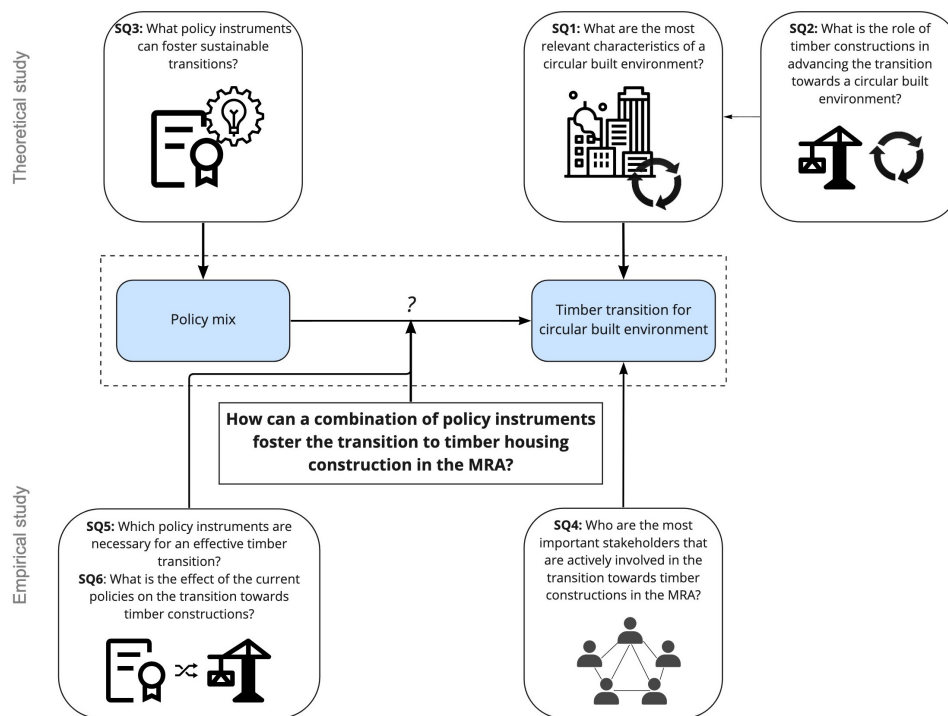 Theoretical study
SQ3: What policy instruments
can foster sustainable
transitions?
SQ1: What are the most
relevant characteristics of a
circular built environment?
SQ2: What is the role of
timber constructions in
advancing the transition
towards a circular built
environment?
Policy mix
?
Timber transition for
circular built environment
How can a combination of policy instruments
foster the transition to timber housing
construction in the MRA?
Empirical study
SQ5: Which policy instruments are
necessary for an effective timber
transition?
SQ6: What is the effect of the current
policies on the transition towards
timber constructions?
SQ4: Who are the most
important stakeholders that
are actively involved in the
transition towards timber
constructions in the MRA?